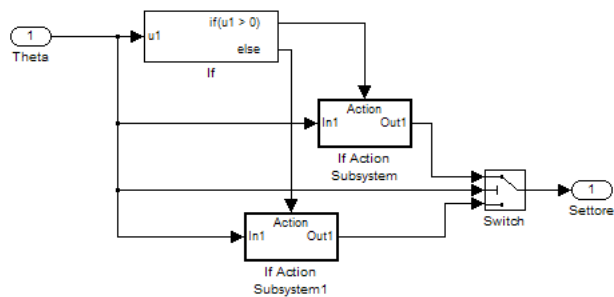 1
Theta
u1
if(u1 > 0)
else
If
Action
In1
Out1
If Action
Subsystem
Action
In1
Out1
If Action
Subsystem1
Switch
1
Settore